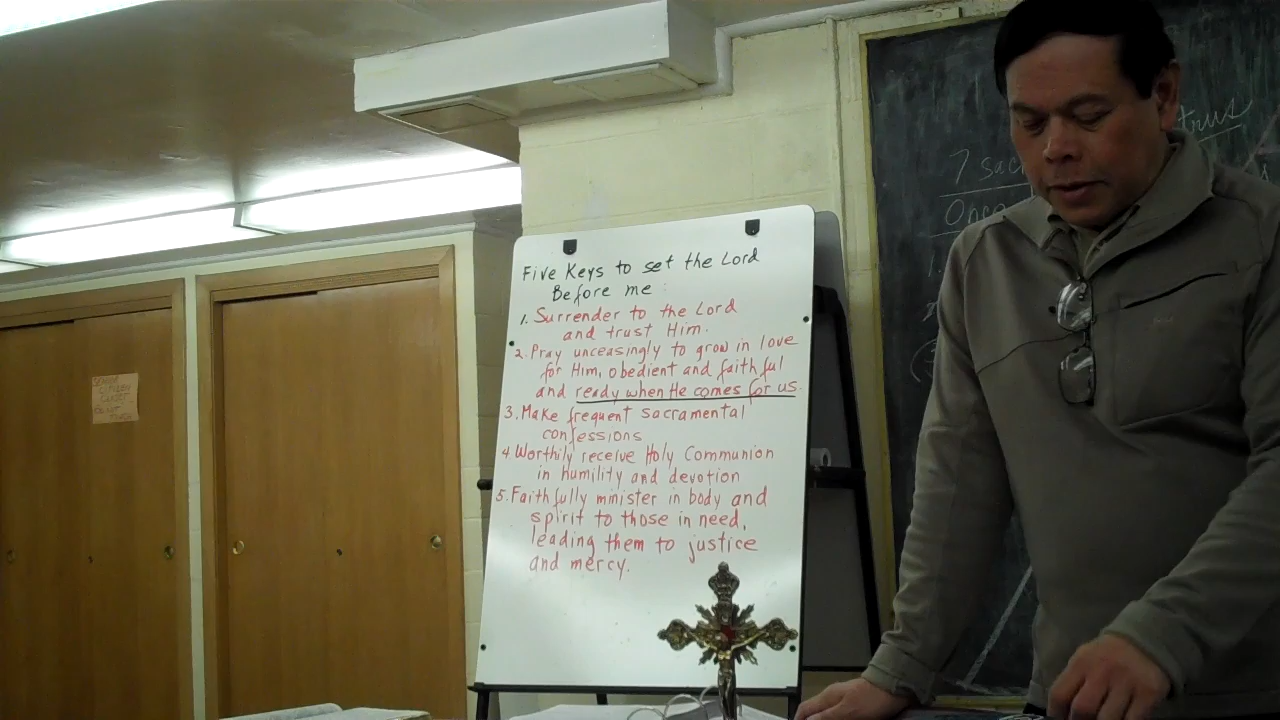 Five Keys to set the Lord
Before me:
1. Surrender to the Lord
and trust Him.
2. Pray unceasingly to grow in love
for Him, obedient and faithful
and ready when He comes for us.
3. Make frequent sacramental
confessions
4 Worthily receive Holy Communion
in humility and devotion
5. Faithfully minister in body and
spirit to those in need,
leading them to justice
and mercy.
7
Once
1.